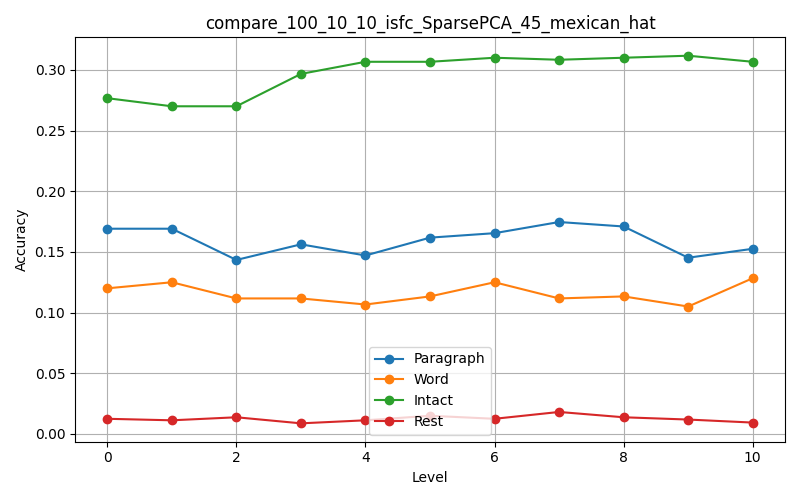 compare_100_10_10_isfc_SparsePCA_45_mexican_hat
Accuracy
0.30
0.25
0.20
0.15
0.10
0.05
0.00
Paragraph
Word
Intact
Rest
0 2 4 6 8 10
Level